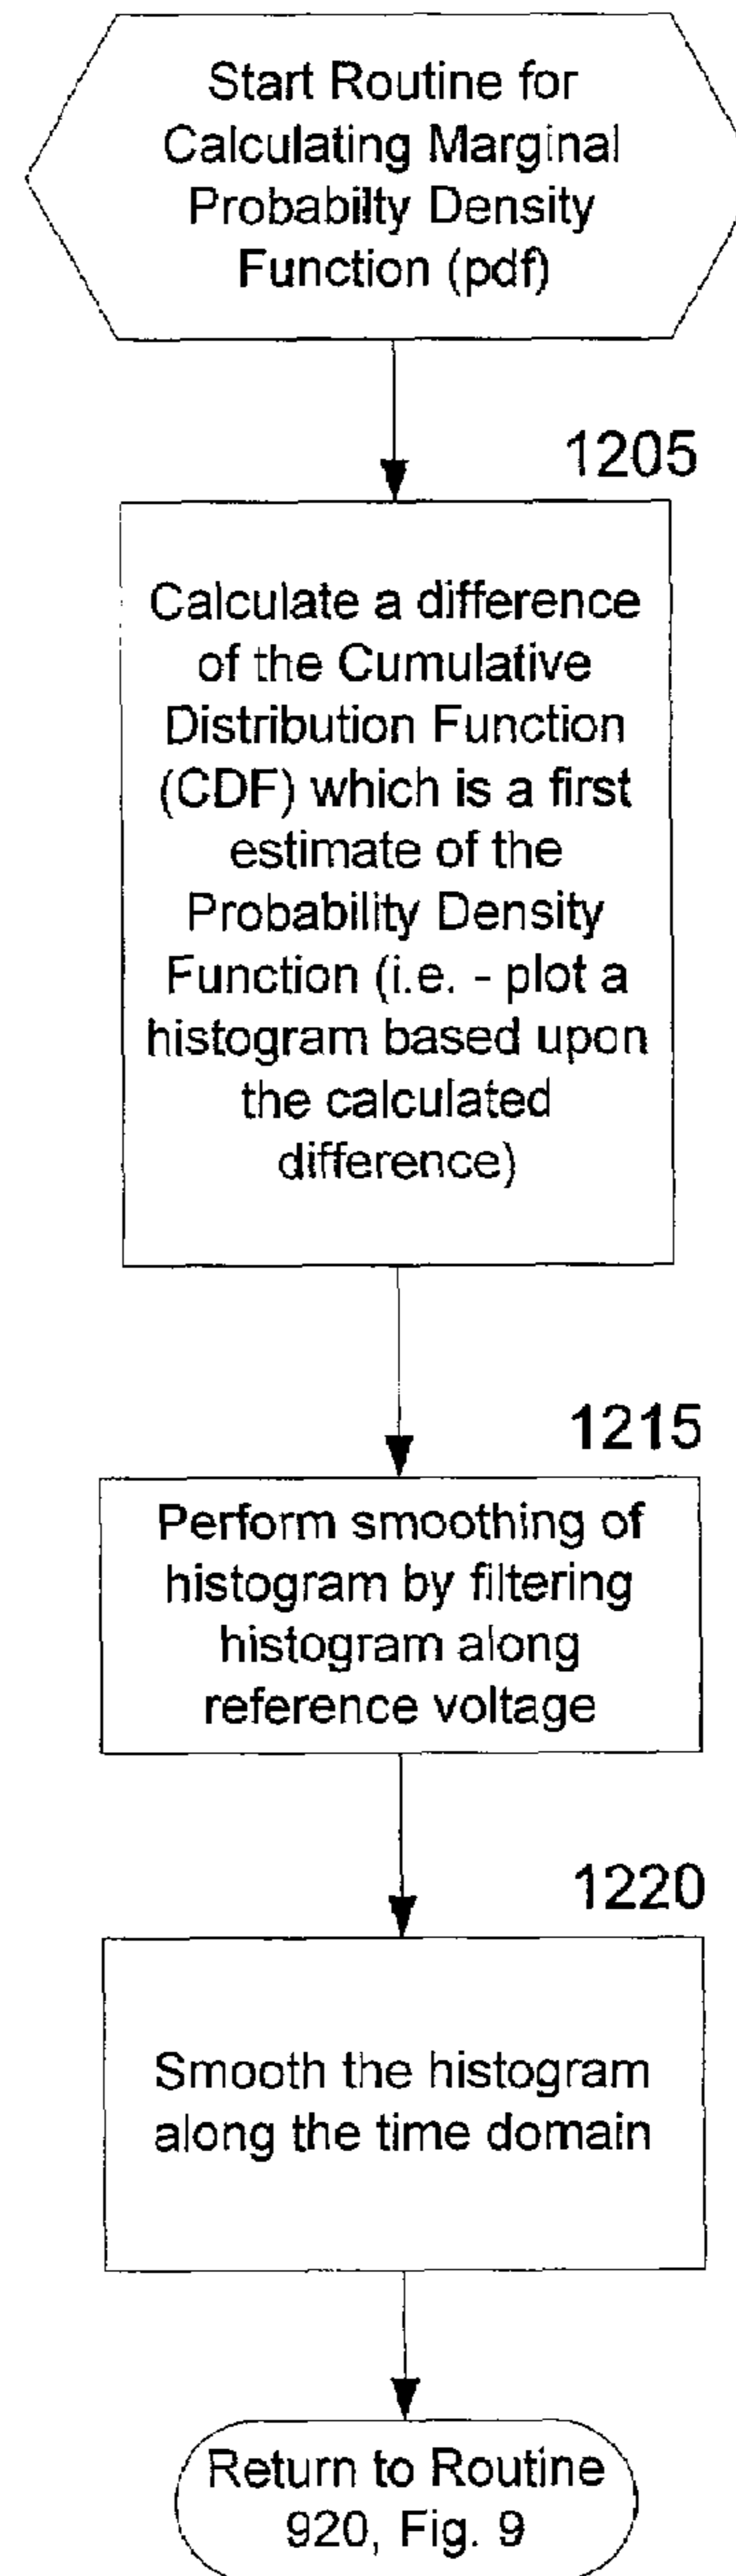 Start Routine for
Calculating Marginal
Probabilty Density
Function (pdf)
1205
Calculate a difference
of the Cumulative
Distribution Function
(CDF) which is a first
estimate of the
Probability Density
Function (i.e. - plot a
histogram based upon
the calculated
difference)
1215
Perform smoothing of
histogram by filtering
histogram along
reference voltage
1220
Smooth the histogram
along the time domain
Return to Routine
920, Fig. 9